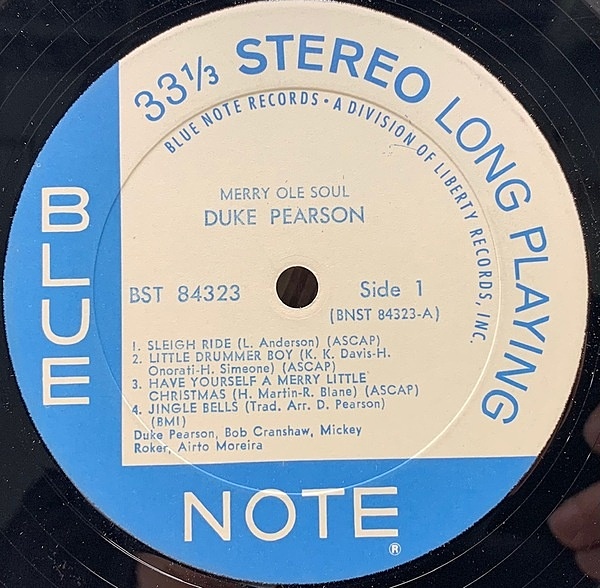 33⅓ STEREO LONG PLAYING
BLUE NOTE RECORDS • A DIVISION OF LIBERTY RECORDS, INC.
MERRY OLE SOUL
DUKE PEARSON
BST 84323
Side 1
(BNST 84323-A)
1. SLEIGH RIDE (L. Anderson) (ASCAP)
2. LITTLE DRUMMER BOY (K. K. Davis-H.
Onorati-H. Simeone) (ASCAP)
3. HAVE YOURSELF A MERRY LITTLE
CHRISTMAS (H. Martin-R. Blane) (ASCAP)
4. JINGLE BELLS (Trad. Arr. D. Pearson)
(BMI)
Duke Pearson, Bob Cranshaw, Mickey
Roker, Airto Moreira
BLUE
NOTE
®